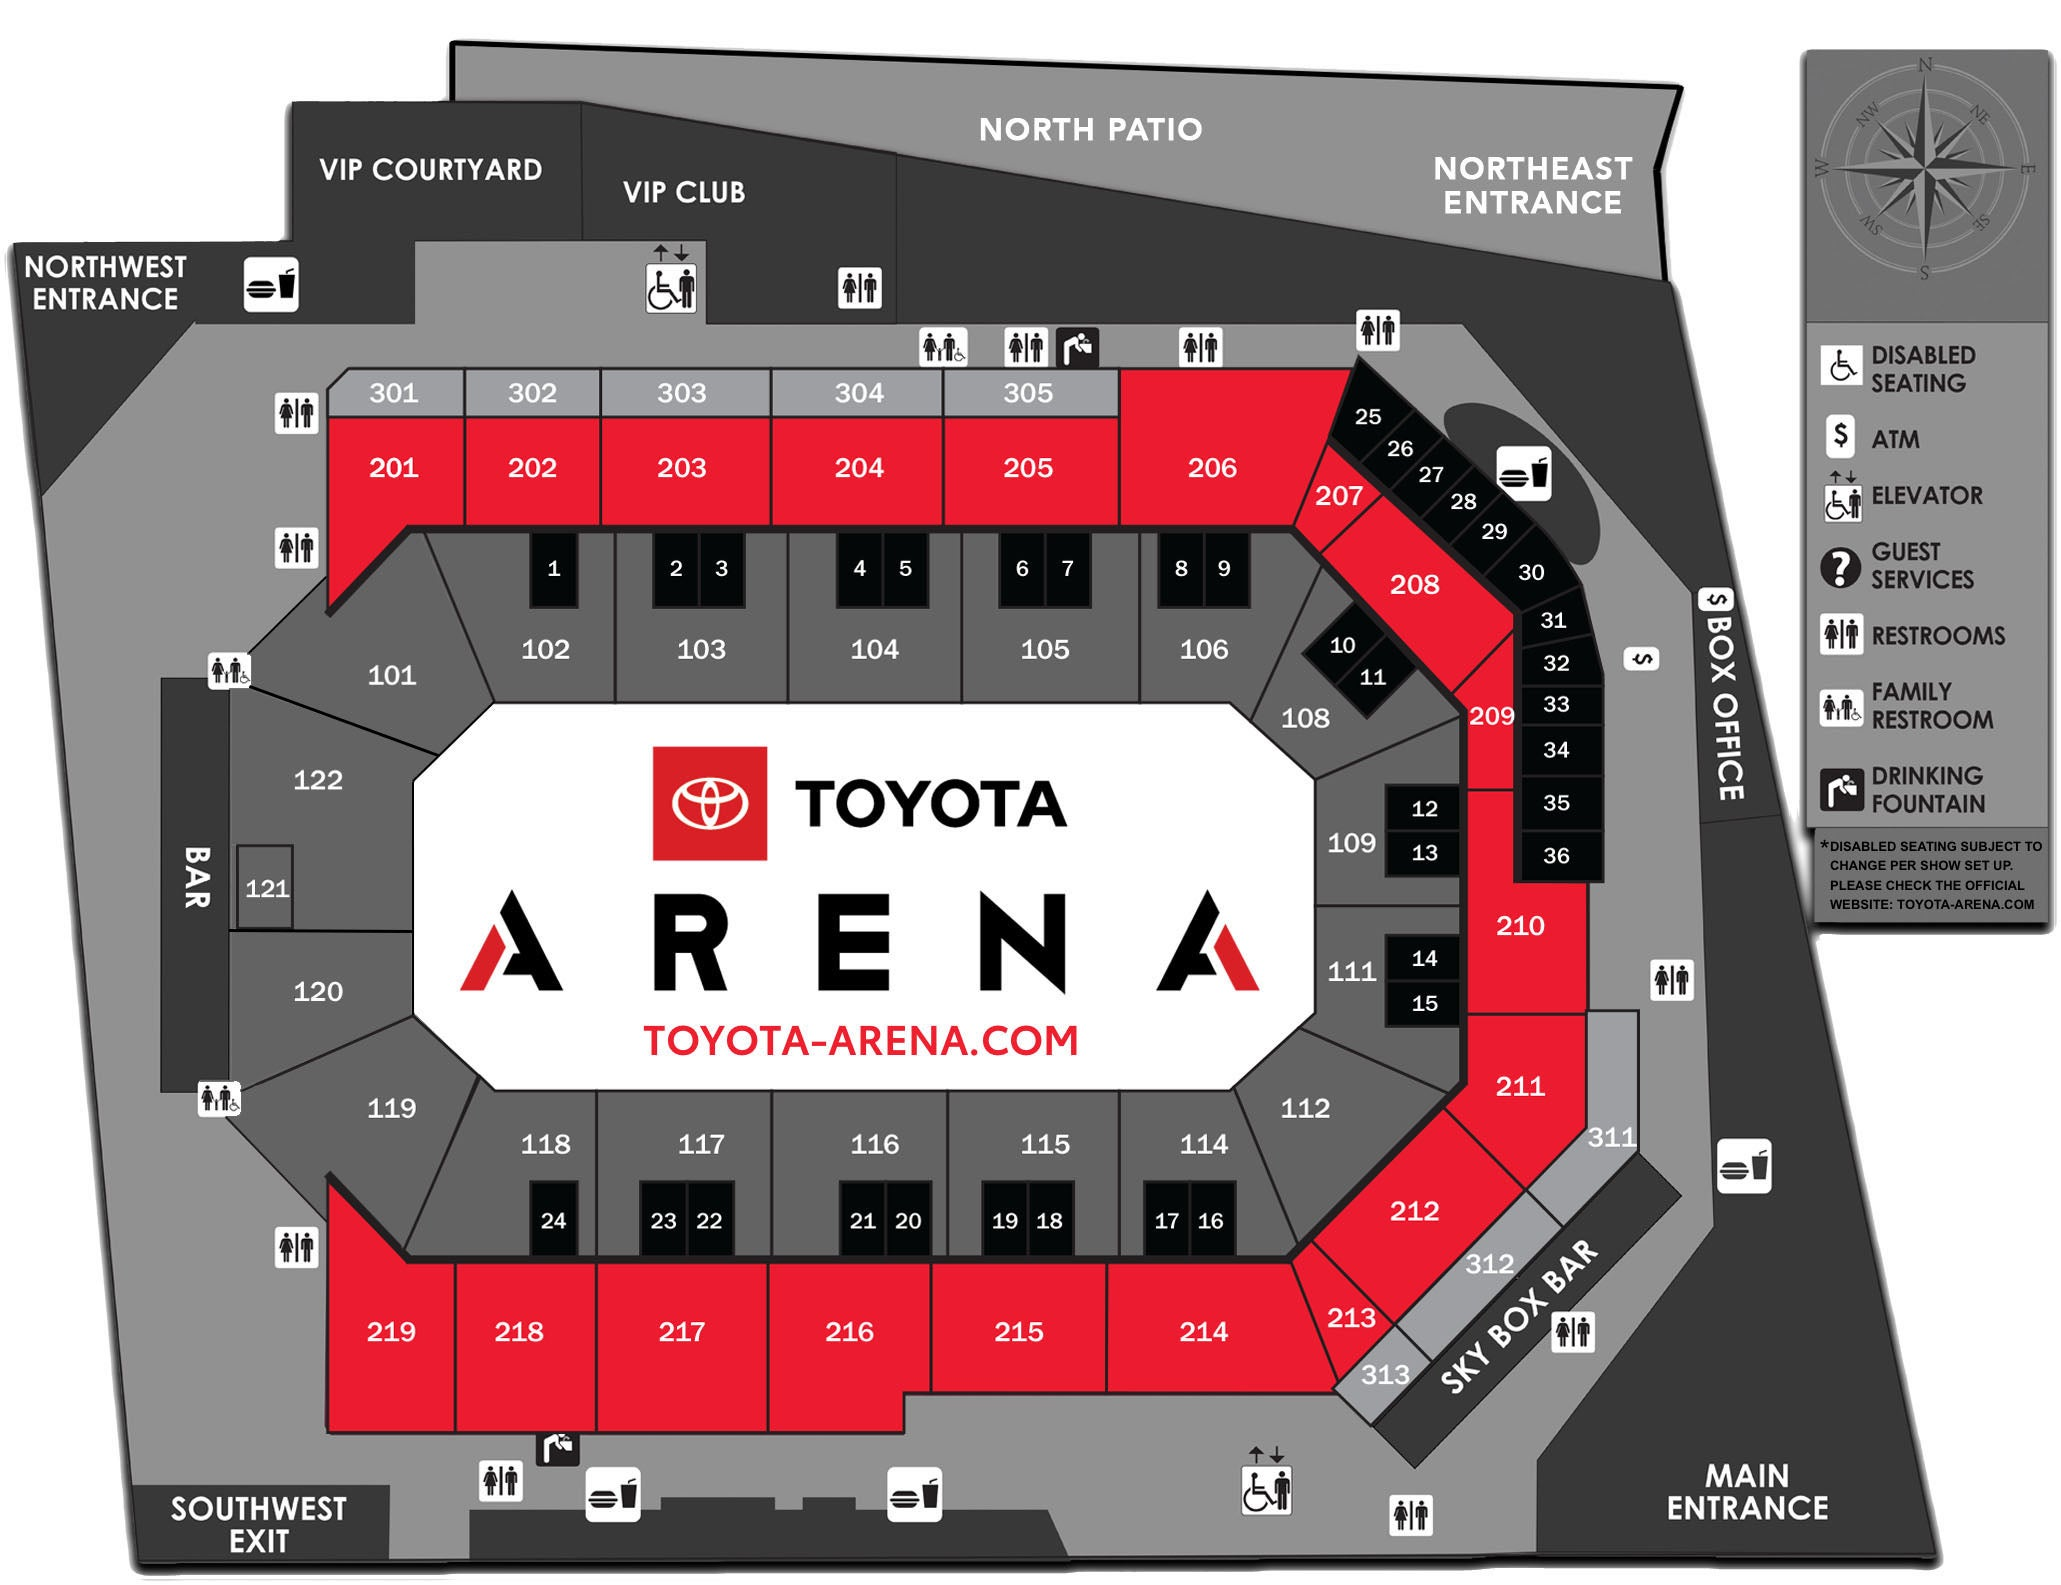 NORTH PATIO
NORTHEAST
ENTRANCE
VIP COURTYARD
VIP CLUB
NORTHWEST
ENTRANCE
301
302
303
304
305
201
202
203
204
205
206
207
208
209
210
211
212
213
214
215
216
217
218
219
311
312
313
25
26
27
28
29
30
31
32
33
34
35
36
1
2
3
4
5
6
7
8
9
10
11
12
13
14
15
24
23
22
21
20
19
18
17
16
101
102
103
104
105
106
108
109
111
112
114
115
116
117
118
119
120
121
122
BAR
TOYOTA
ARENA
TOYOTA-ARENA.COM
$ BOX OFFICE
$
SKY BOX BAR
SOUTHWEST
EXIT
MAIN
ENTRANCE
N
NW
NE
W
E
SW
SE
S
DISABLED
SEATING
$ ATM
ELEVATOR
? GUEST
SERVICES
RESTROOMS
FAMILY
RESTROOM
DRINKING
FOUNTAIN
*DISABLED SEATING SUBJECT TO
CHANGE PER SHOW SET UP.
PLEASE CHECK THE OFFICIAL
WEBSITE: TOYOTA-ARENA.COM